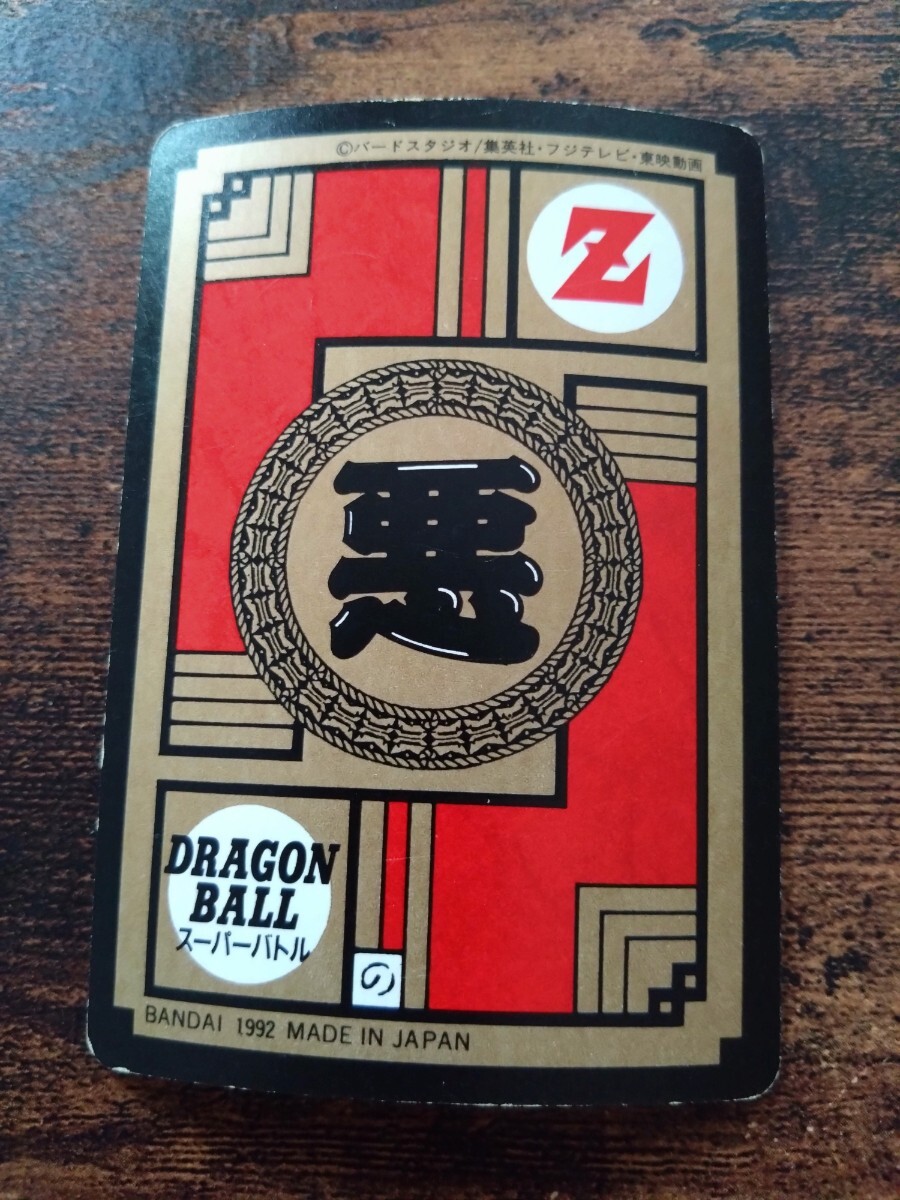 ©バードスタジオ/集英社・フジテレビ・東映動画
Z
悪
DRAGON
BALL
スーパーバトル
の
BANDAI 1992 MADE IN JAPAN